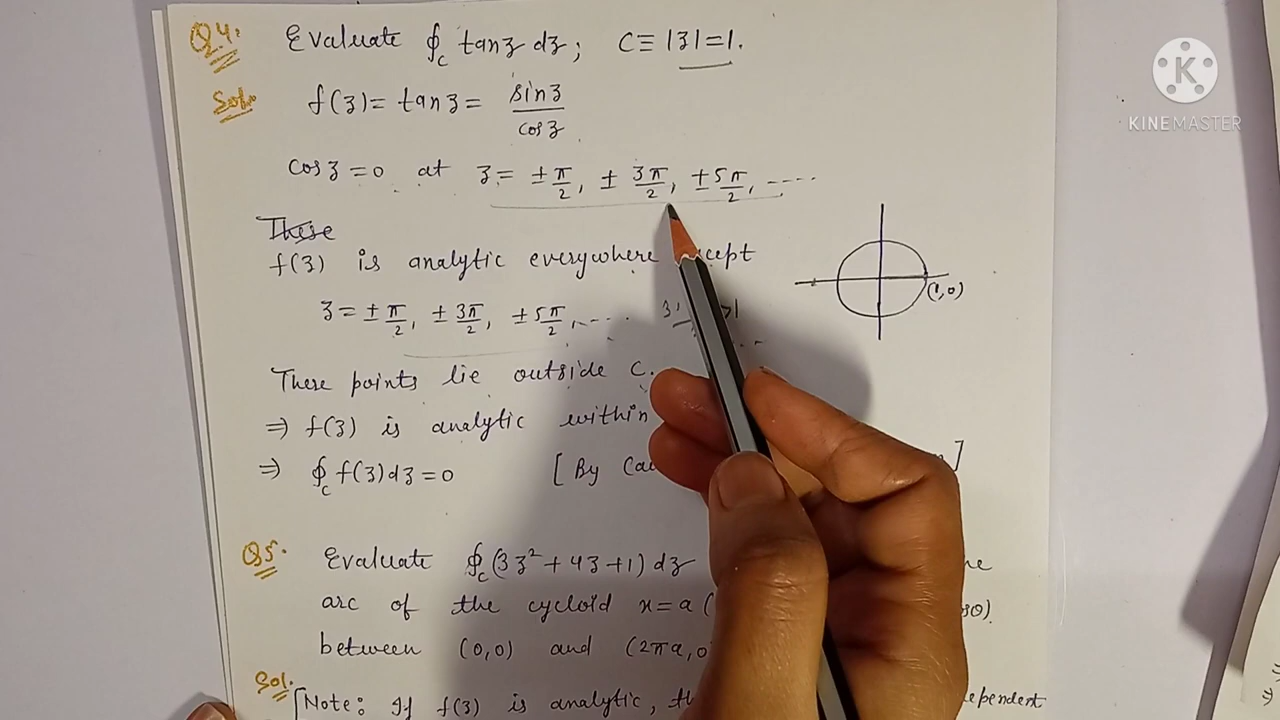 Q4. Evaluate ∮c tanz dz; C ≡ |z|=1.
Sol. f(z) = tanz = sinz/cosz
cosz = 0 at z = ±π/2, ±3π/2, ±5π/2, ----
These
f(z) is analytic everywhere
z = ±π/2, ±3π/2, ±5π/2, ----
(1,0)
These points lie outside C.
⇒ f(z) is analytic within
⇒ ∮c f(z)dz = 0 [By
Q5. Evaluate ∮c (3z²+4z+1) dz
arc of the cycloid x = a(
between (0,0) and (2πa,0
Sol. [Note: If f(z) is analytic,
KINEMASTER